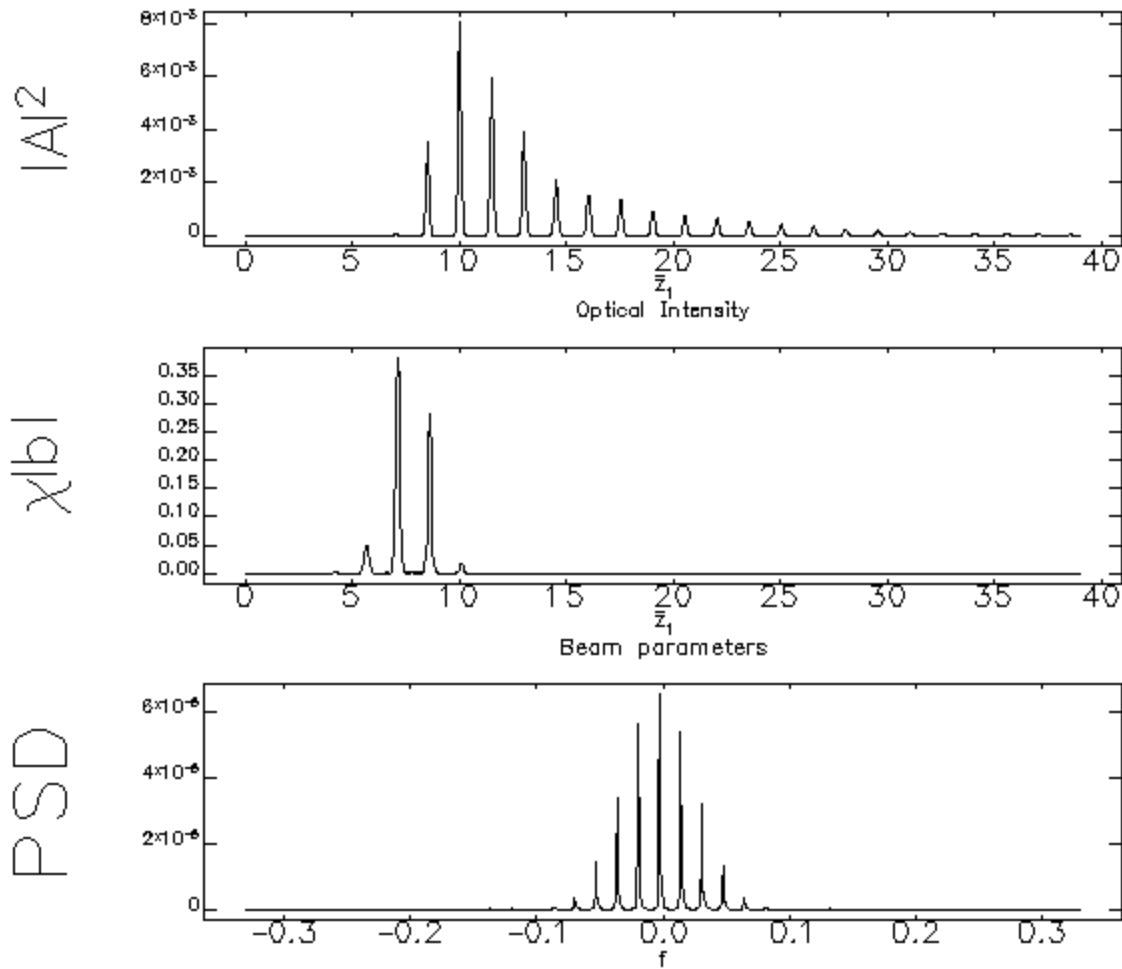 |A|²
8×10⁻³
6×10⁻³
4×10⁻³
2×10⁻³
0
0 5 10 15 20 25 30 35 40
z̄₁
Optical Intensity
χ|b|
0.35
0.30
0.25
0.20
0.15
0.10
0.05
0.00
0 5 10 15 20 25 30 35 40
z̄₁
Beam parameters
PSD
6×10⁻⁶
4×10⁻⁶
2×10⁻⁶
0
-0.3 -0.2 -0.1 0.0 0.1 0.2 0.3
f